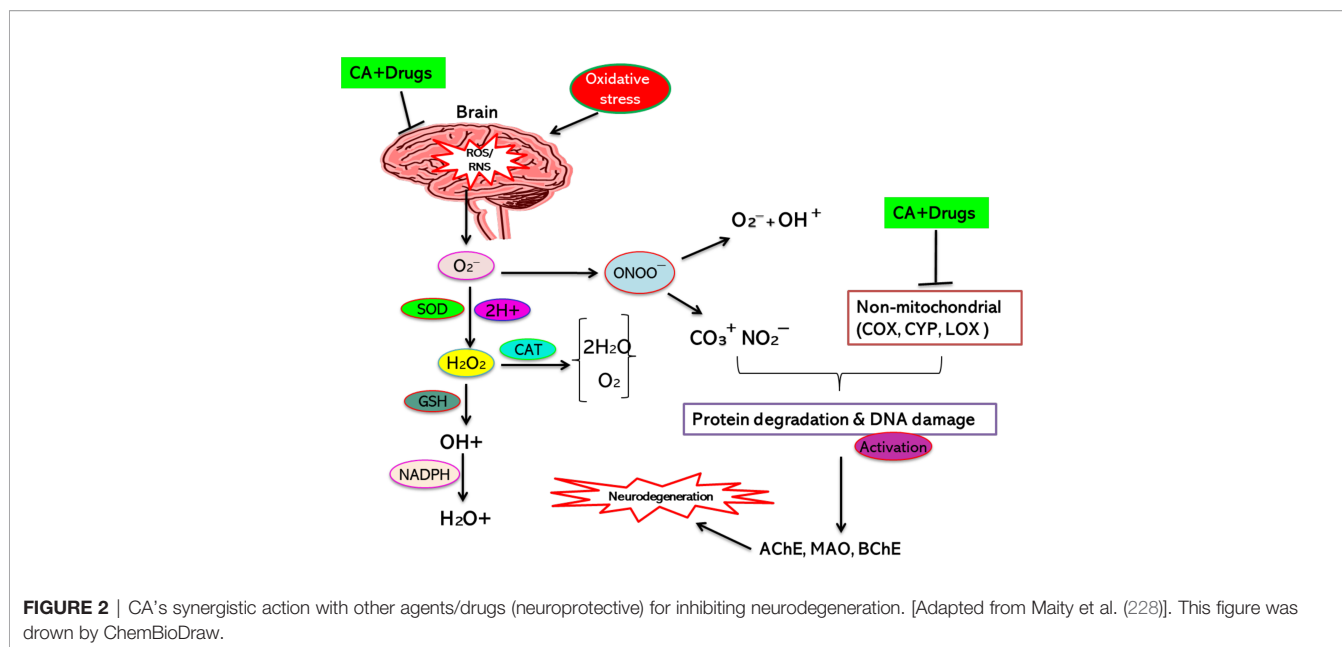 CA+Drugs
Oxidative
stress
Brain
ROS/
RNS
O₂⁻
ONOO⁻
O₂⁻+OH⁺
CO₃⁺ NO₂⁻
CA+Drugs
Non-mitochondrial
(COX, CYP, LOX )
SOD
2H+
H₂O₂
CAT
2H₂O
O₂
GSH
OH+
NADPH
H₂O+
Protein degradation & DNA damage
Activation
Neurodegeneration
AChE, MAO, BChE
FIGURE 2 | CA's synergistic action with other agents/drugs (neuroprotective) for inhibiting neurodegeneration. [Adapted from Maity et al. (228)]. This figure was
drown by ChemBioDraw.